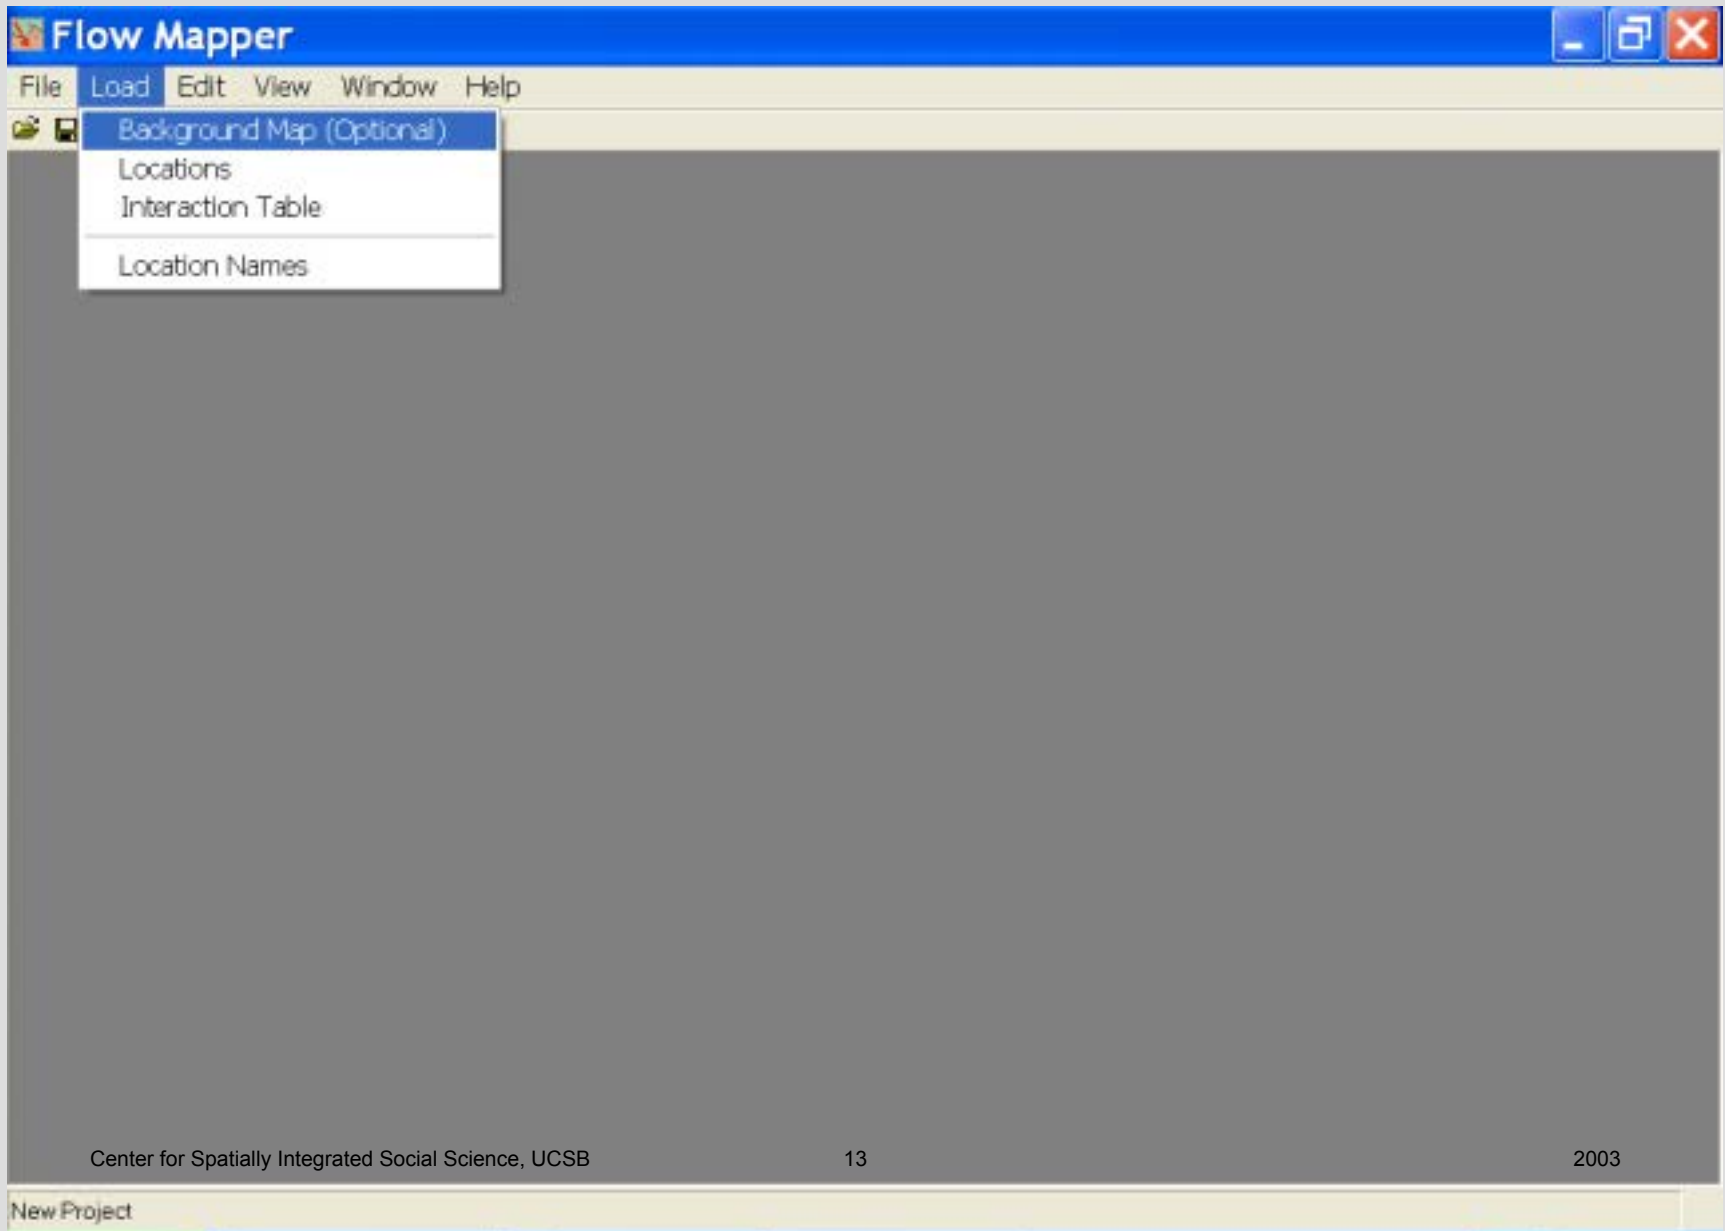 Flow Mapper
File Load Edit View Window Help
Background Map (Optional)
Locations
Interaction Table
Location Names
Center for Spatially Integrated Social Science, UCSB 13 2003
New Project